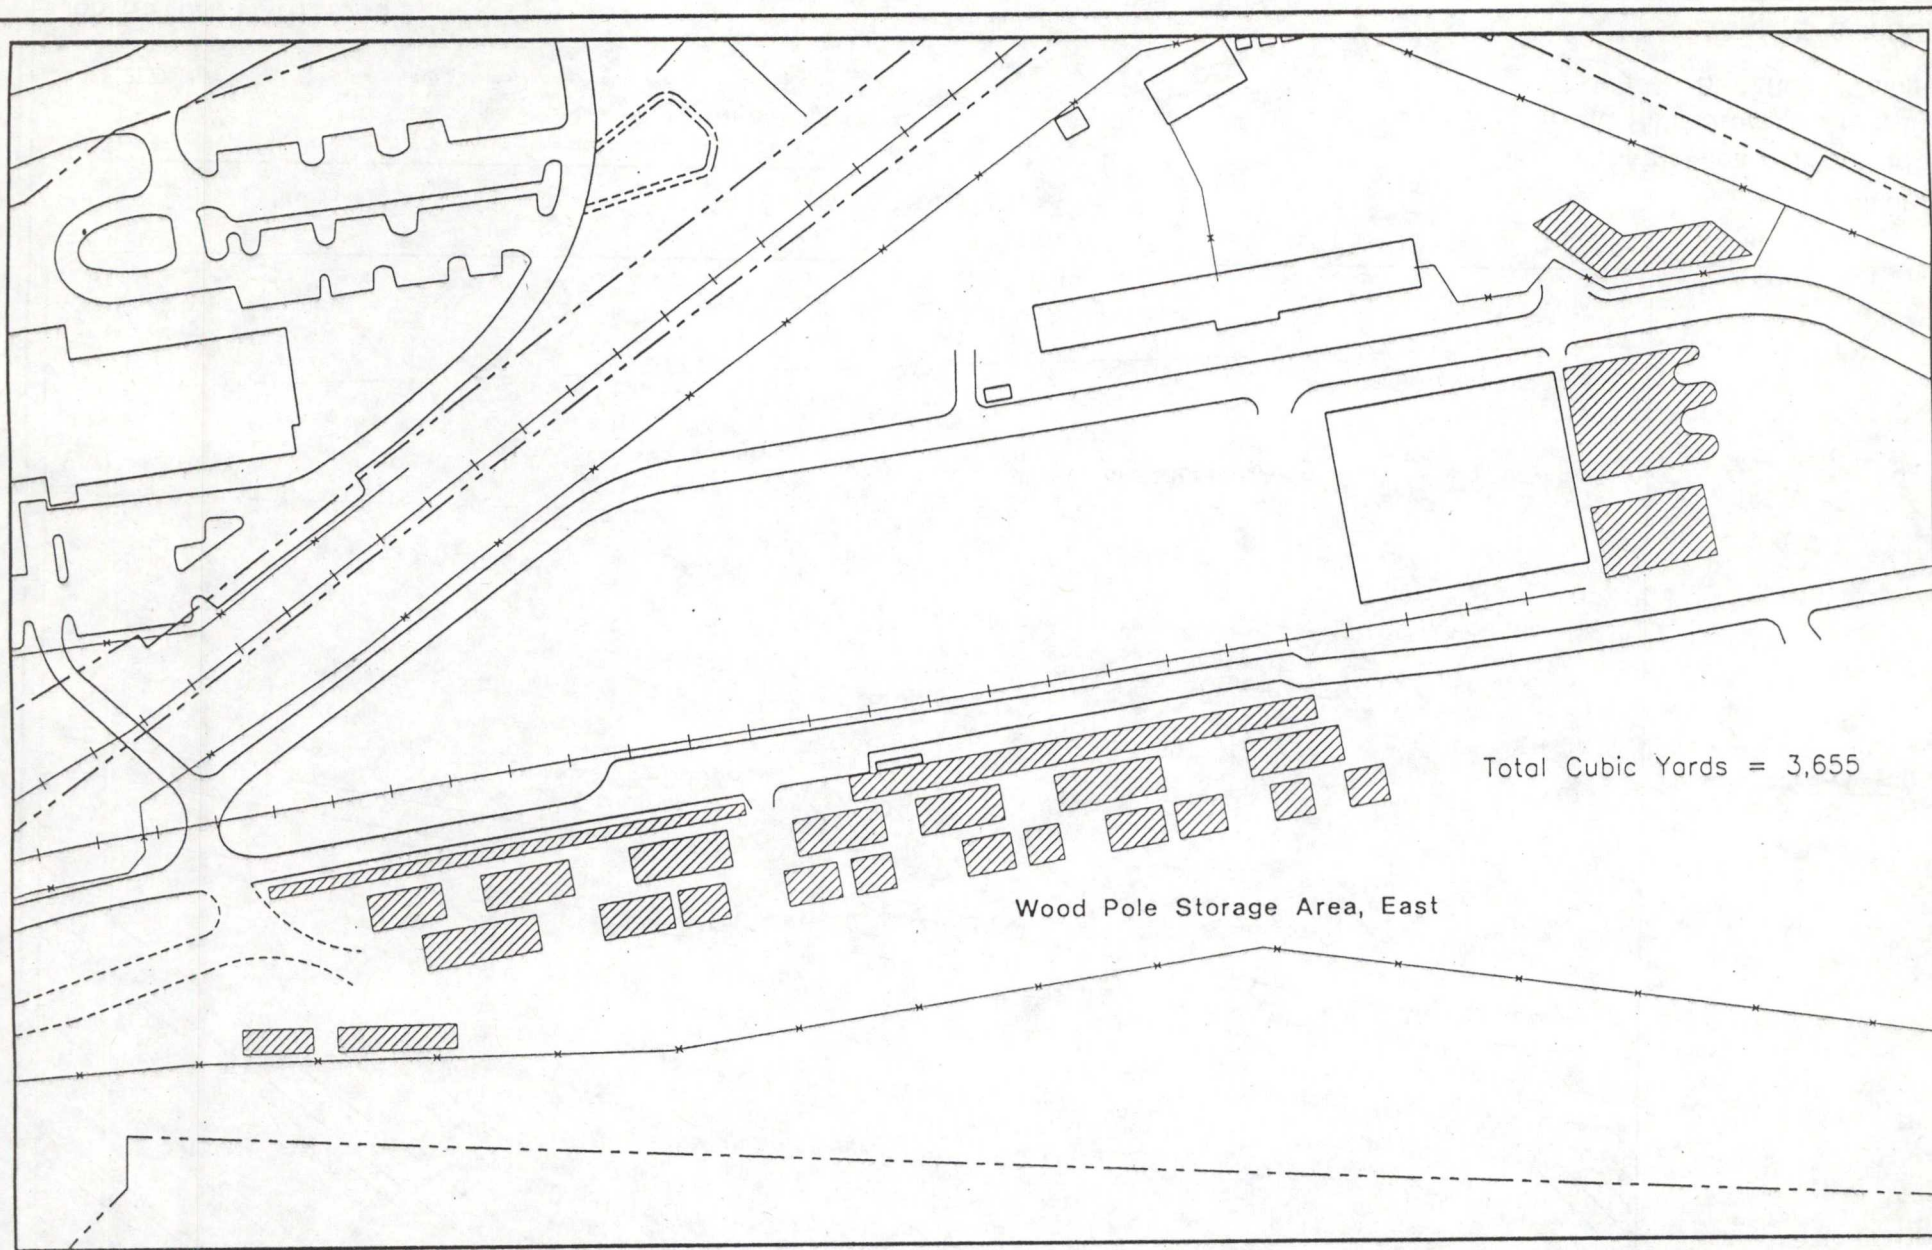 Total Cubic Yards = 3,655
Wood Pole Storage Area, East